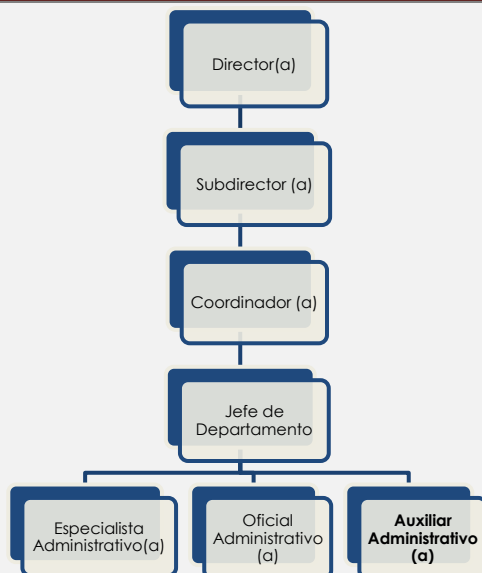 Director(a)
Subdirector (a)
Coordinador (a)
Jefe de
Departamento
Especialista
Administrativo(a)
Oficial
Administrativo
(a)
Auxiliar
Administrativo
(a)